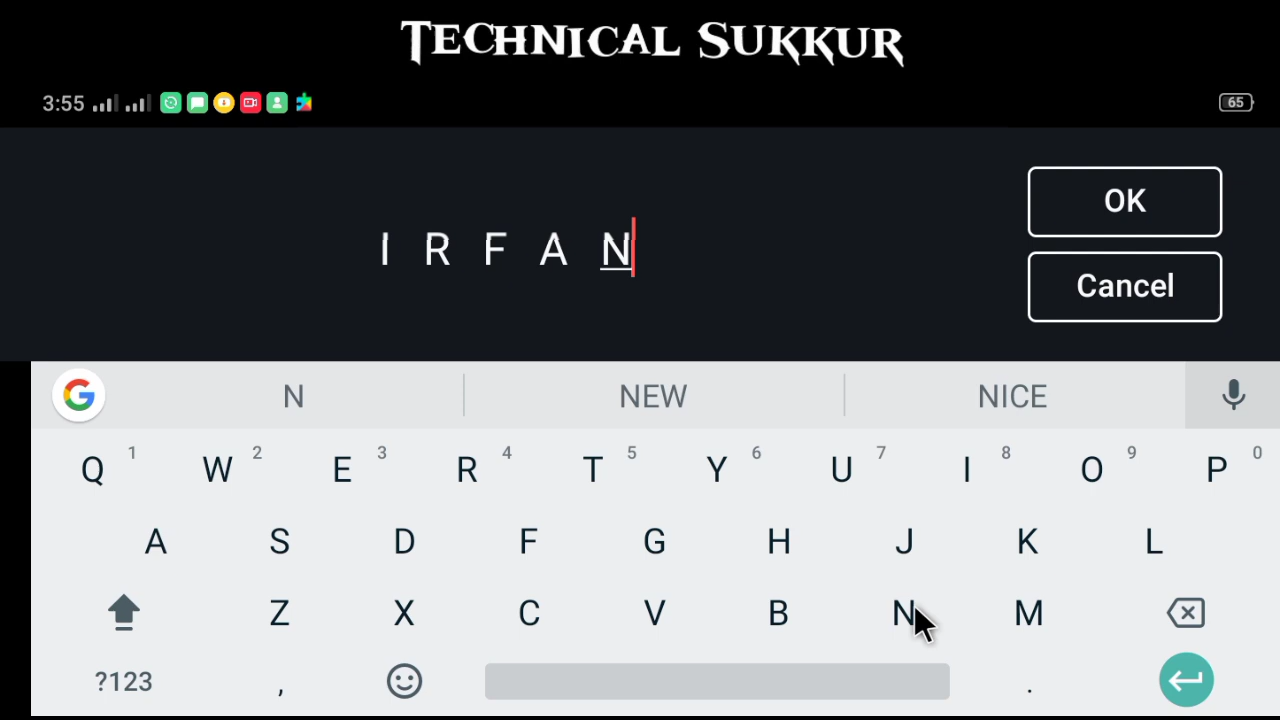 TECHNICAL SUKKUR
3:55
65
I R F A N
OK
Cancel
G N NEW NICE
Q 1 W 2 E 3 R 4 T 5 Y 6 U 7 I 8 O 9 P 0
A S D F G H J K L
Z X C V B N M
?123 , .